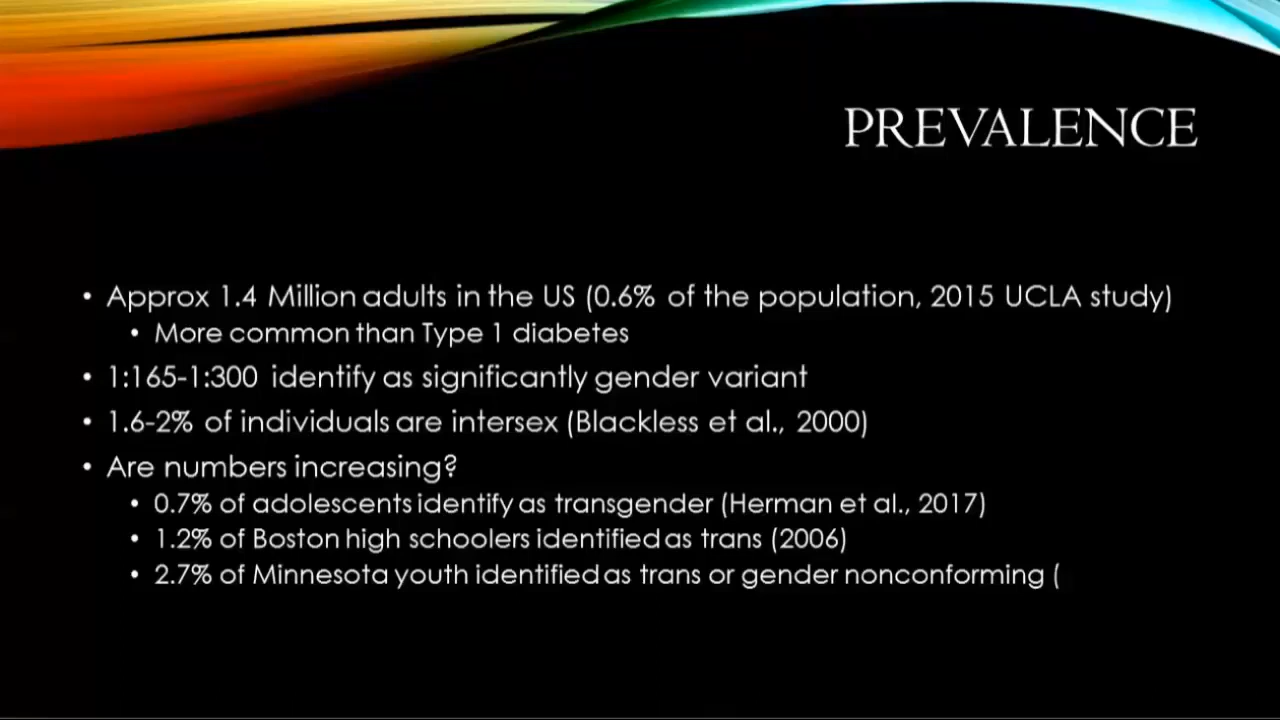 PREVALENCE
• Approx 1.4 Million adults in the US (0.6% of the population, 2015 UCLA study)
• More common than Type 1 diabetes
• 1:165-1:300 identify as significantly gender variant
• 1.6-2% of individuals are intersex (Blackless et al., 2000)
• Are numbers increasing?
• 0.7% of adolescents identify as transgender (Herman et al., 2017)
• 1.2% of Boston high schoolers identified as trans (2006)
• 2.7% of Minnesota youth identified as trans or gender nonconforming (